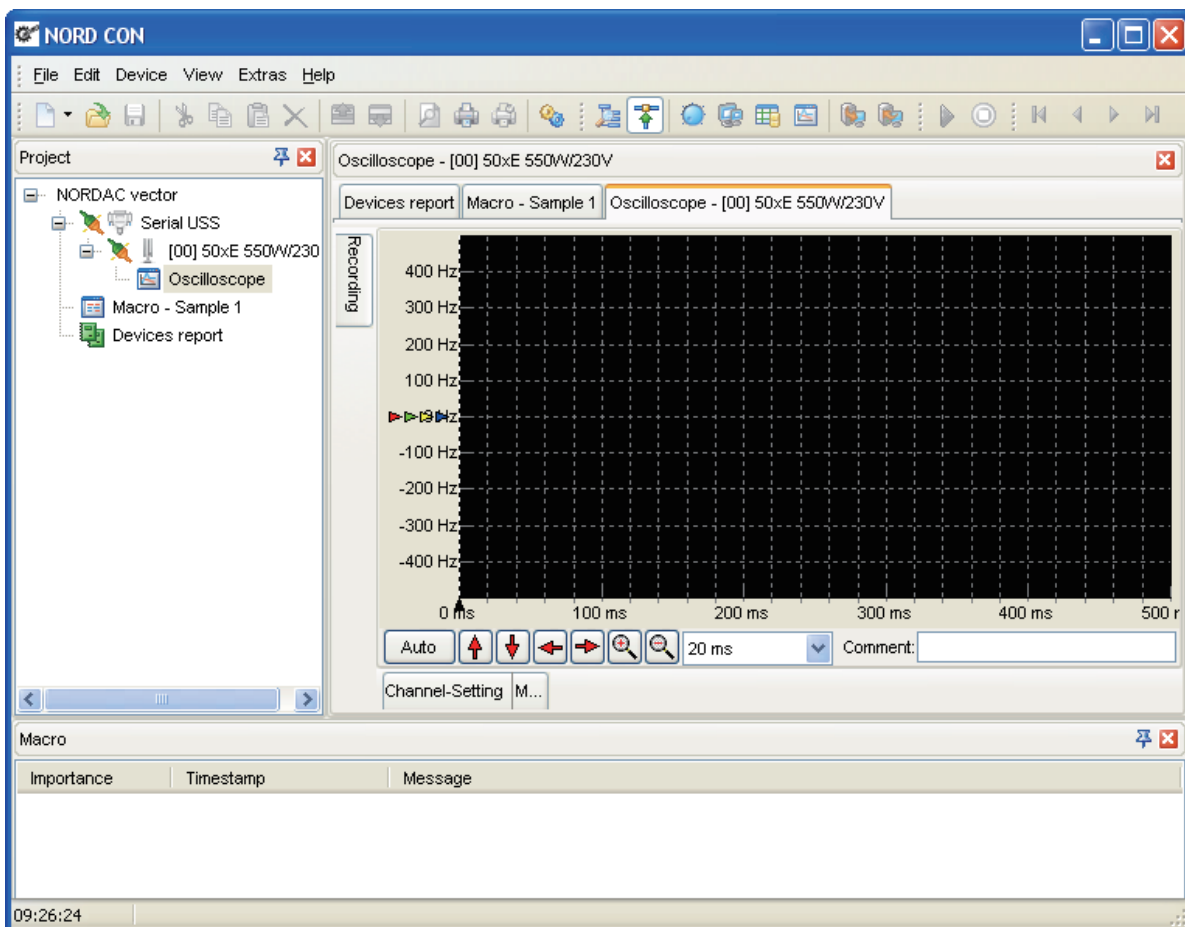 NORD CON
File Edit Device View Extras Help
Project
NORDAC vector
Serial USS
[00] 50xE 550W/230
Oscilloscope
Macro - Sample 1
Devices report
Oscilloscope - [00] 50xE 550W/230V
Devices report Macro - Sample 1 Oscilloscope - [00] 50xE 550W/230V
Recording
400 Hz
300 Hz
200 Hz
100 Hz
Hz
-100 Hz
-200 Hz
-300 Hz
-400 Hz
0 ms 100 ms 200 ms 300 ms 400 ms 500
Auto 20 ms Comment:
Channel-Setting M...
Macro
Importance Timestamp Message
09:26:24